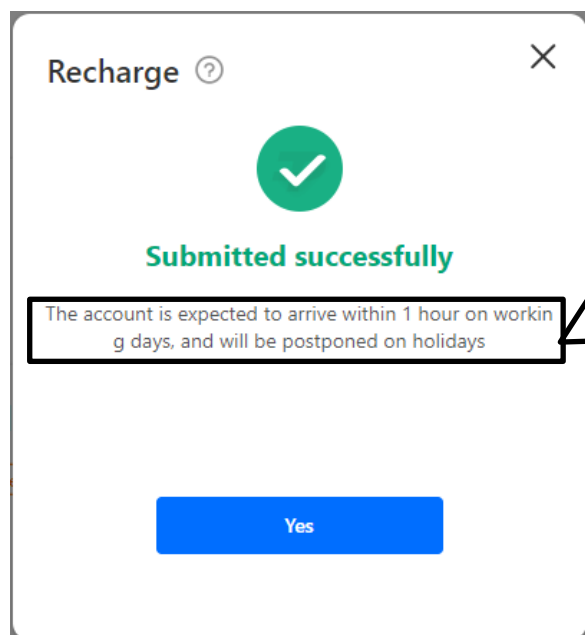 Recharge ?
Submitted successfully
The account is expected to arrive within 1 hour on workin
g days, and will be postponed on holidays
Yes